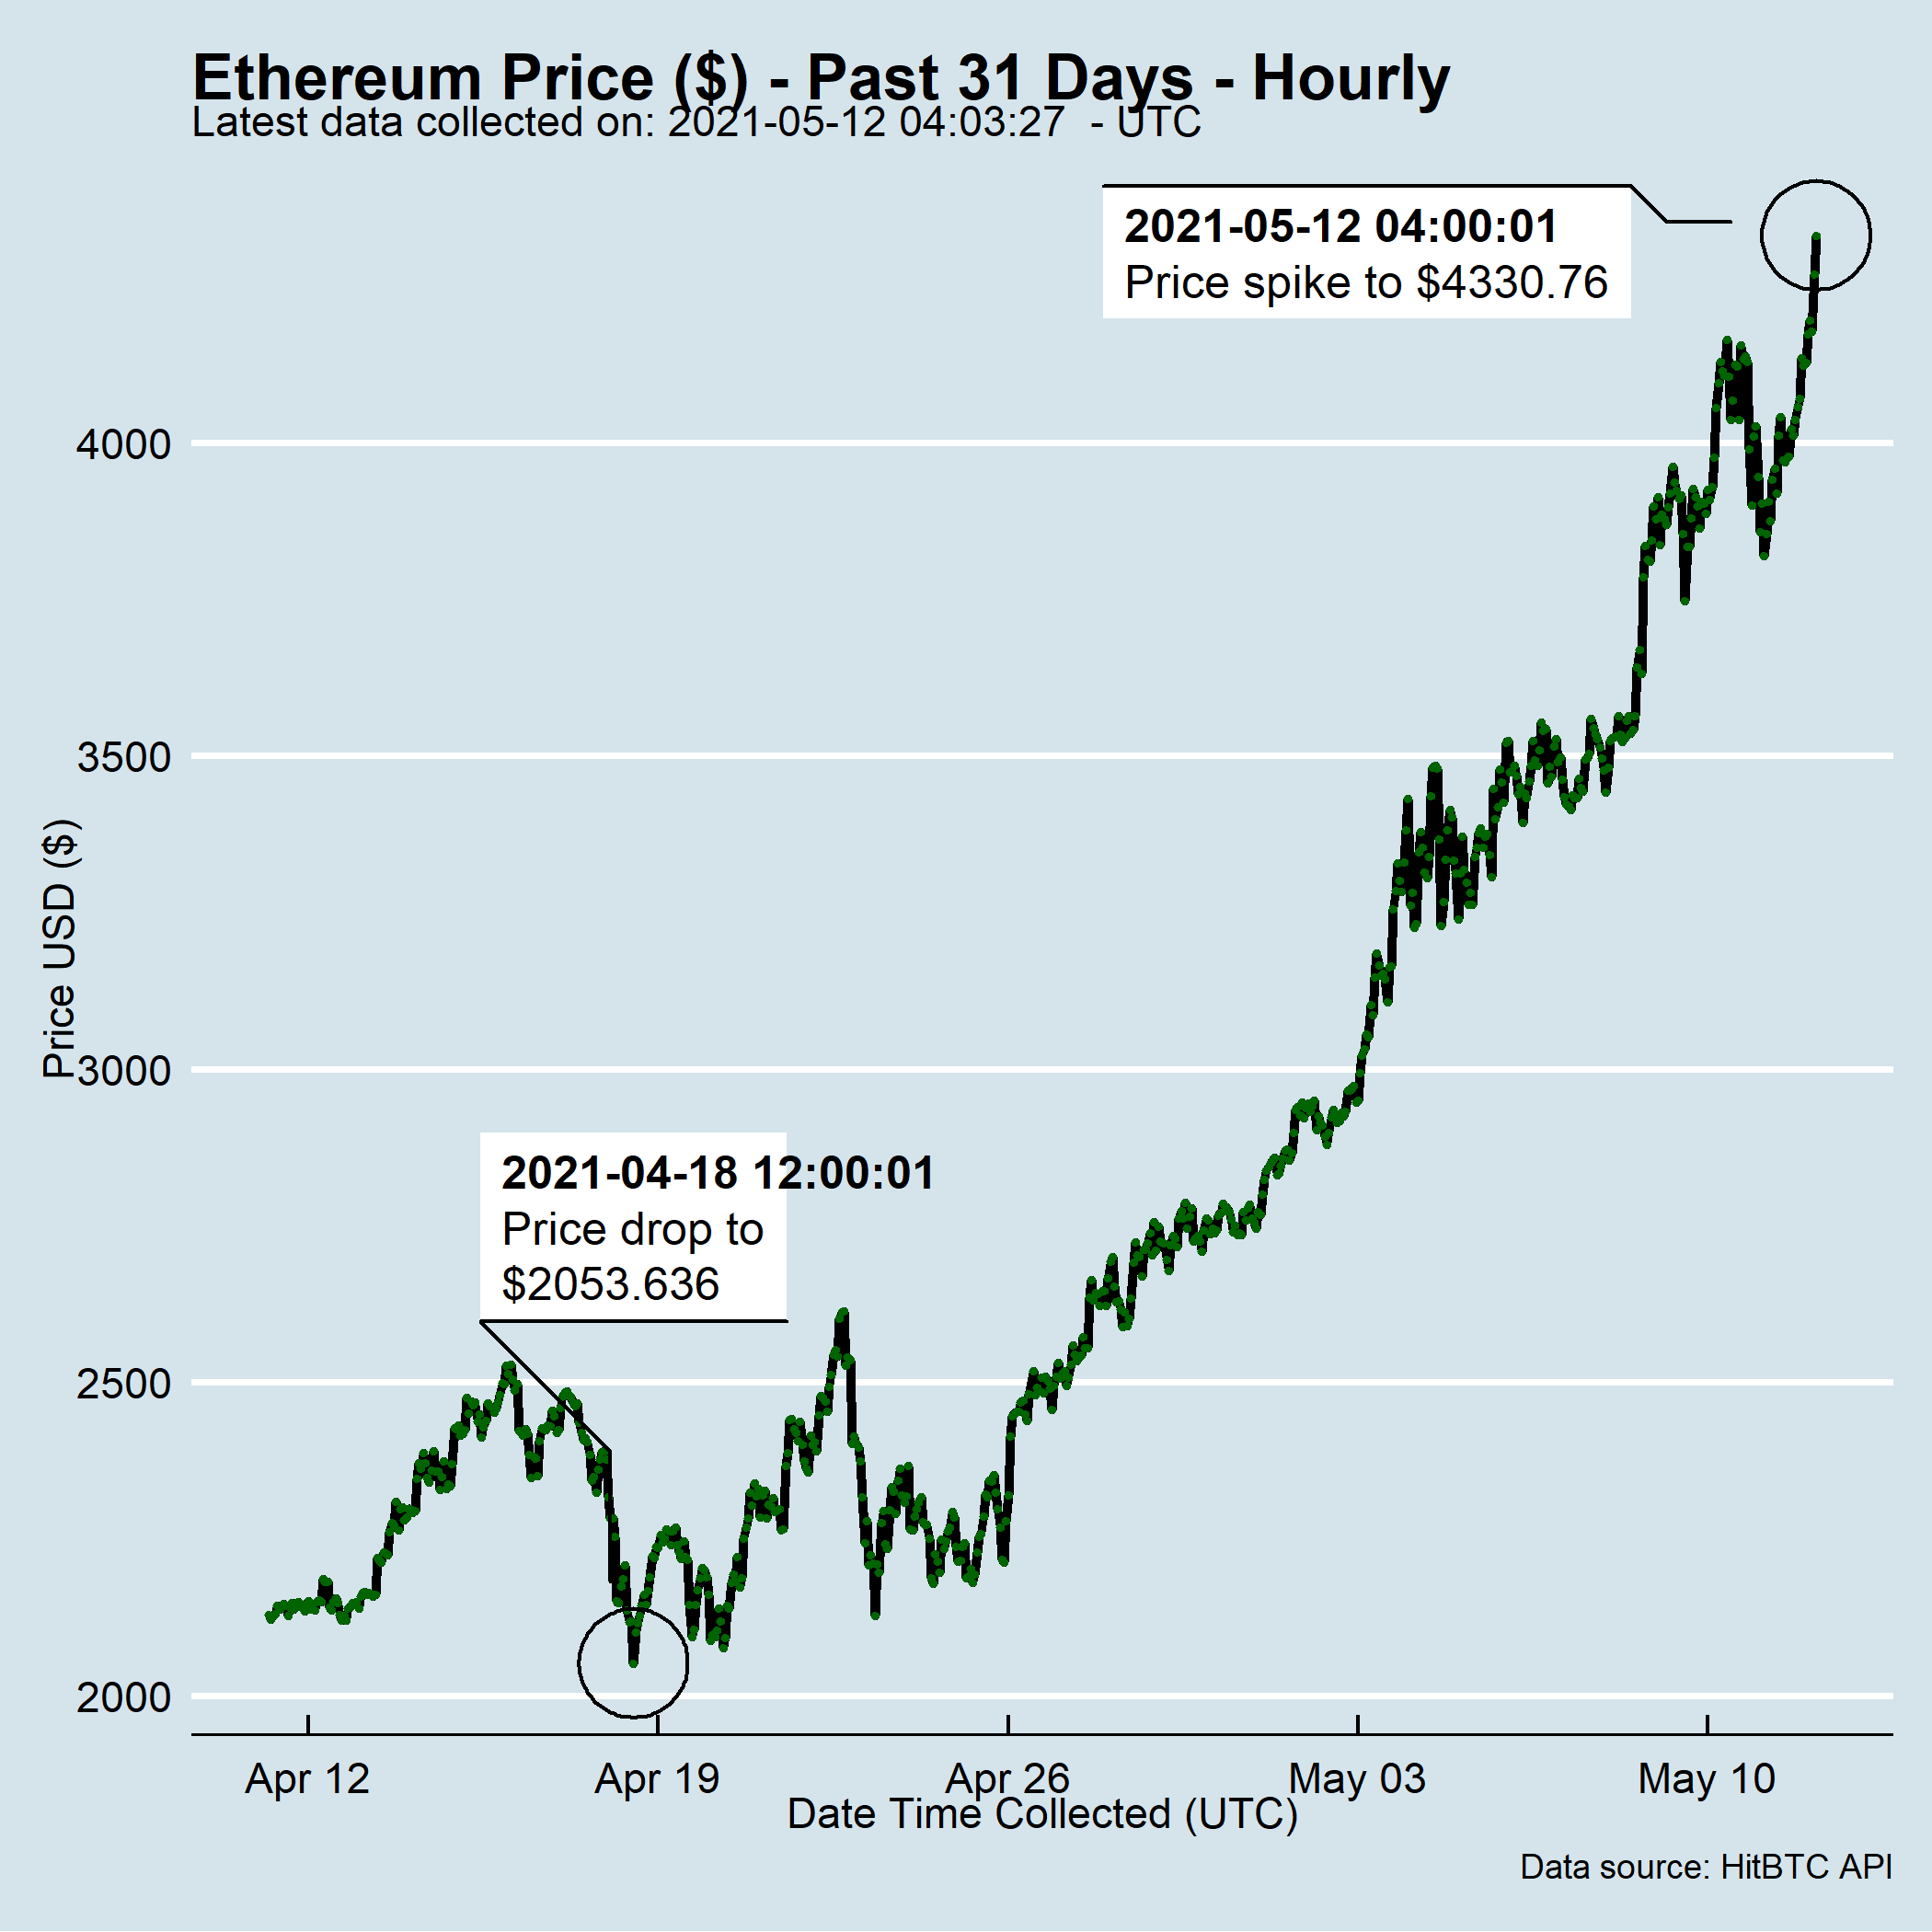 Ethereum Price ($) - Past 31 Days - Hourly
Latest data collected on: 2021-05-12 04:03:27  - UTC
2021-05-12 04:00:01
Price spike to $4330.76
4000
3500
3000
2500
2000
Price USD ($)
2021-04-18 12:00:01
Price drop to
$2053.636
Apr 12
Apr 19
Apr 26
May 03
May 10
Date Time Collected (UTC)
Data source: HitBTC API